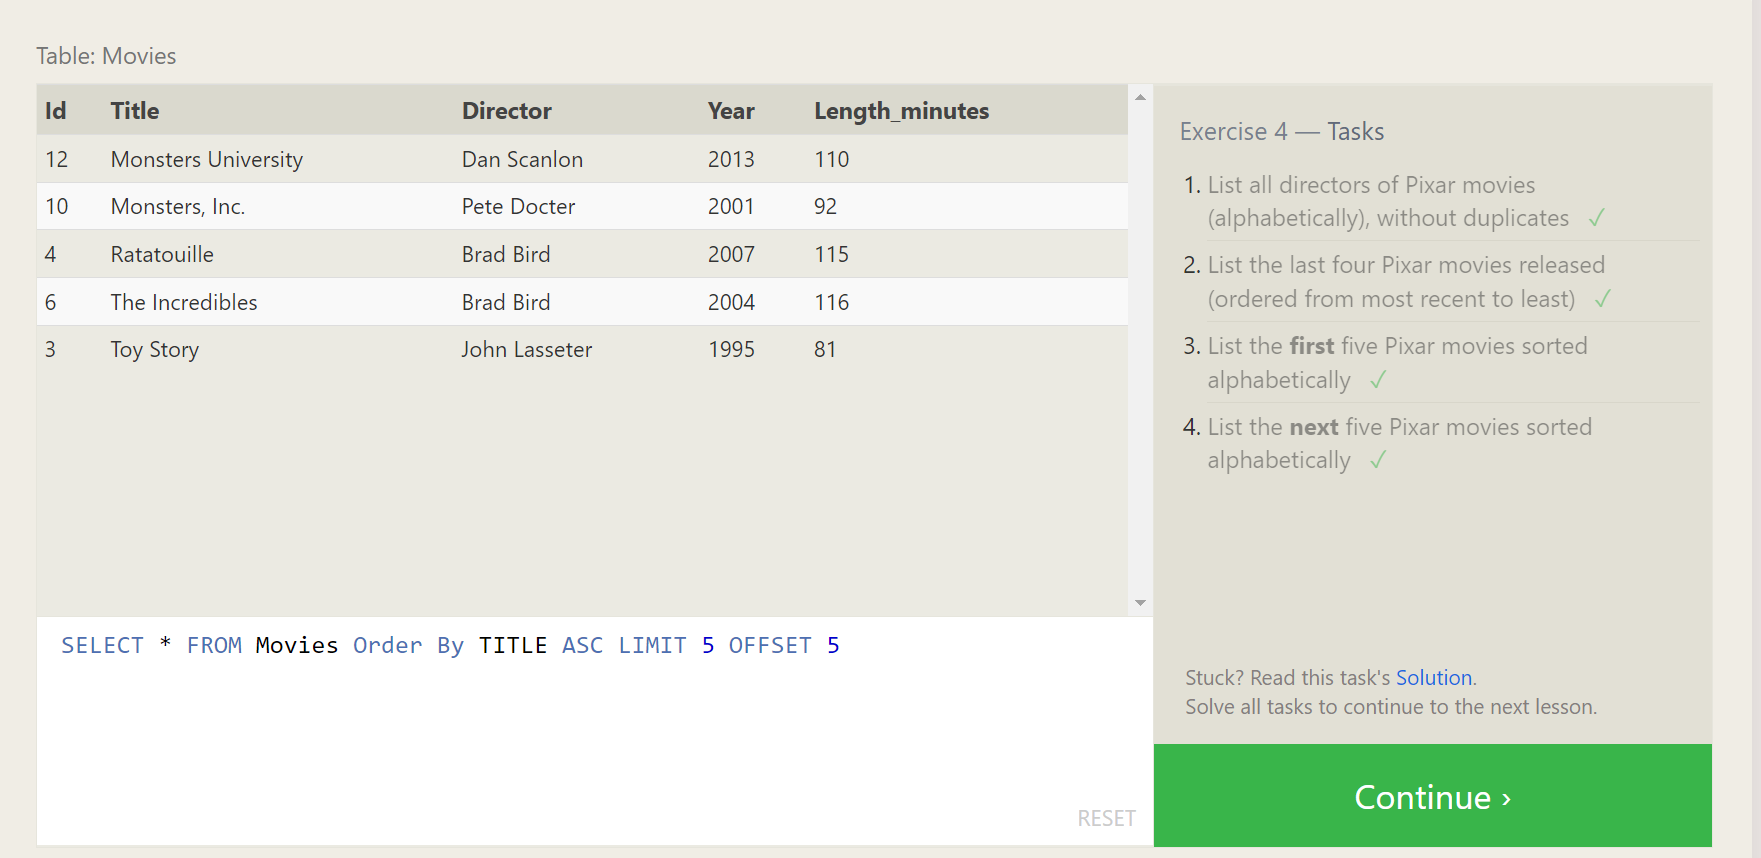 Table: Movies
Id Title Director Year Length_minutes
12 Monsters University Dan Scanlon 2013 110
10 Monsters, Inc. Pete Docter 2001 92
4 Ratatouille Brad Bird 2007 115
6 The Incredibles Brad Bird 2004 116
3 Toy Story John Lasseter 1995 81
SELECT * FROM Movies Order By TITLE ASC LIMIT 5 OFFSET 5
RESET
Exercise 4 — Tasks
1. List all directors of Pixar movies
(alphabetically), without duplicates ✓
2. List the last four Pixar movies released
(ordered from most recent to least) ✓
3. List the first five Pixar movies sorted
alphabetically ✓
4. List the next five Pixar movies sorted
alphabetically ✓
Stuck? Read this task's Solution.
Solve all tasks to continue to the next lesson.
Continue ›